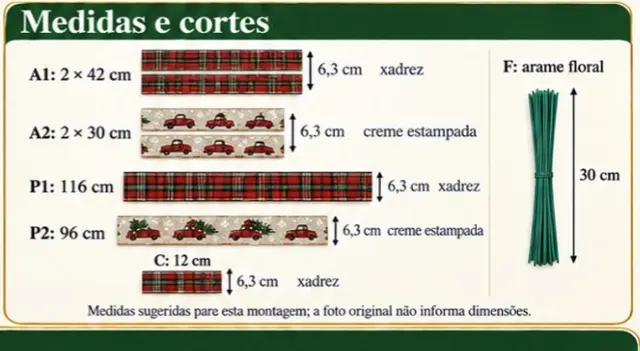 Medidas e cortes
A1: 2 × 42 cm
6,3 cm xadrez
A2: 2 × 30 cm
6,3 cm creme estampada
P1: 116 cm
6,3 cm xadrez
P2: 96 cm
6,3 cm creme estampada
C: 12 cm
6,3 cm xadrez
F: arame floral
30 cm
Medidas sugeridas pare esta montagem; a foto original não informa dimensões.